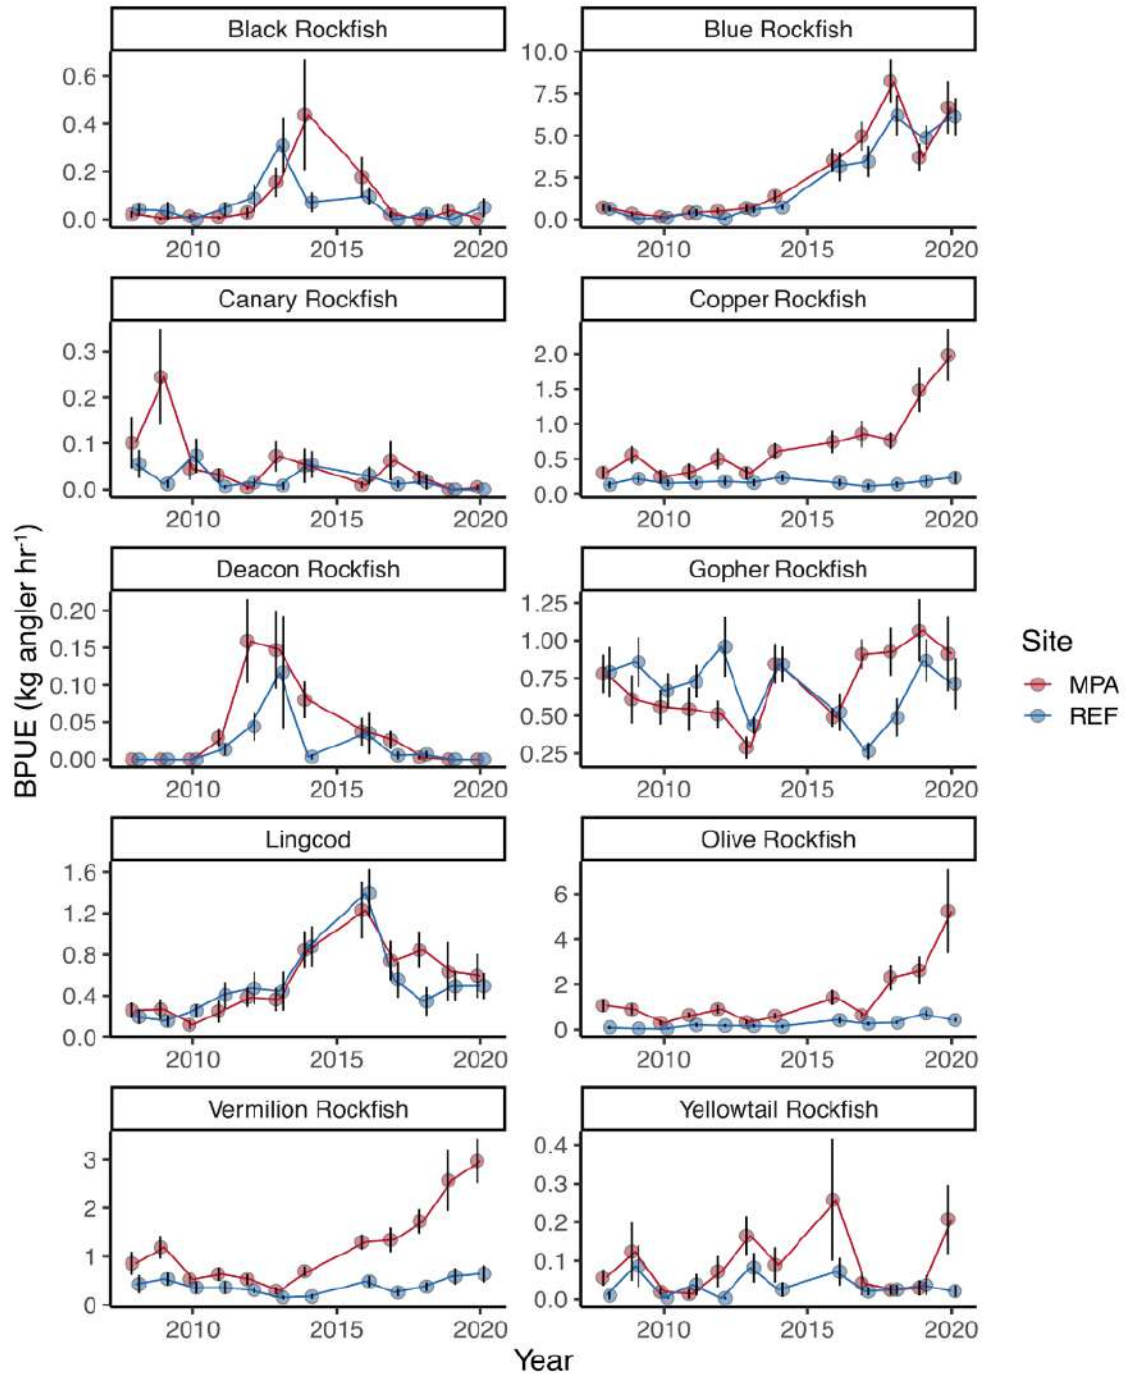 Black Rockfish
Blue Rockfish
0.6
0.4
0.2
0.0
10.0
7.5
5.0
2.5
0.0
2010 2015 2020
2010 2015 2020
Canary Rockfish
Copper Rockfish
0.3
0.2
0.1
0.0
2.0
1.5
1.0
0.5
0.0
2010 2015 2020
2010 2015 2020
Deacon Rockfish
Gopher Rockfish
0.20
0.15
0.10
0.05
0.00
1.25
1.00
0.75
0.50
0.25
2010 2015 2020
2010 2015 2020
Lingcod
Olive Rockfish
1.6
1.2
0.8
0.4
0.0
6
4
2
0
2010 2015 2020
2010 2015 2020
Vermilion Rockfish
Yellowtail Rockfish
3
2
1
0
0.4
0.3
0.2
0.1
0.0
2010 2015 2020
2010 2015 2020
BPUE (kg angler hr⁻¹)
Year
Site
MPA
REF